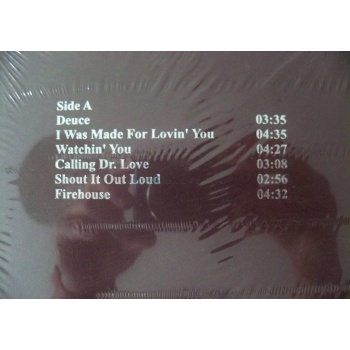 Side A
Deuce 03:35
I Was Made For Lovin' You 04:35
Watchin' You 04:27
Calling Dr. Love 03:08
Shout It Out Loud 02:56
Firehouse 04:32